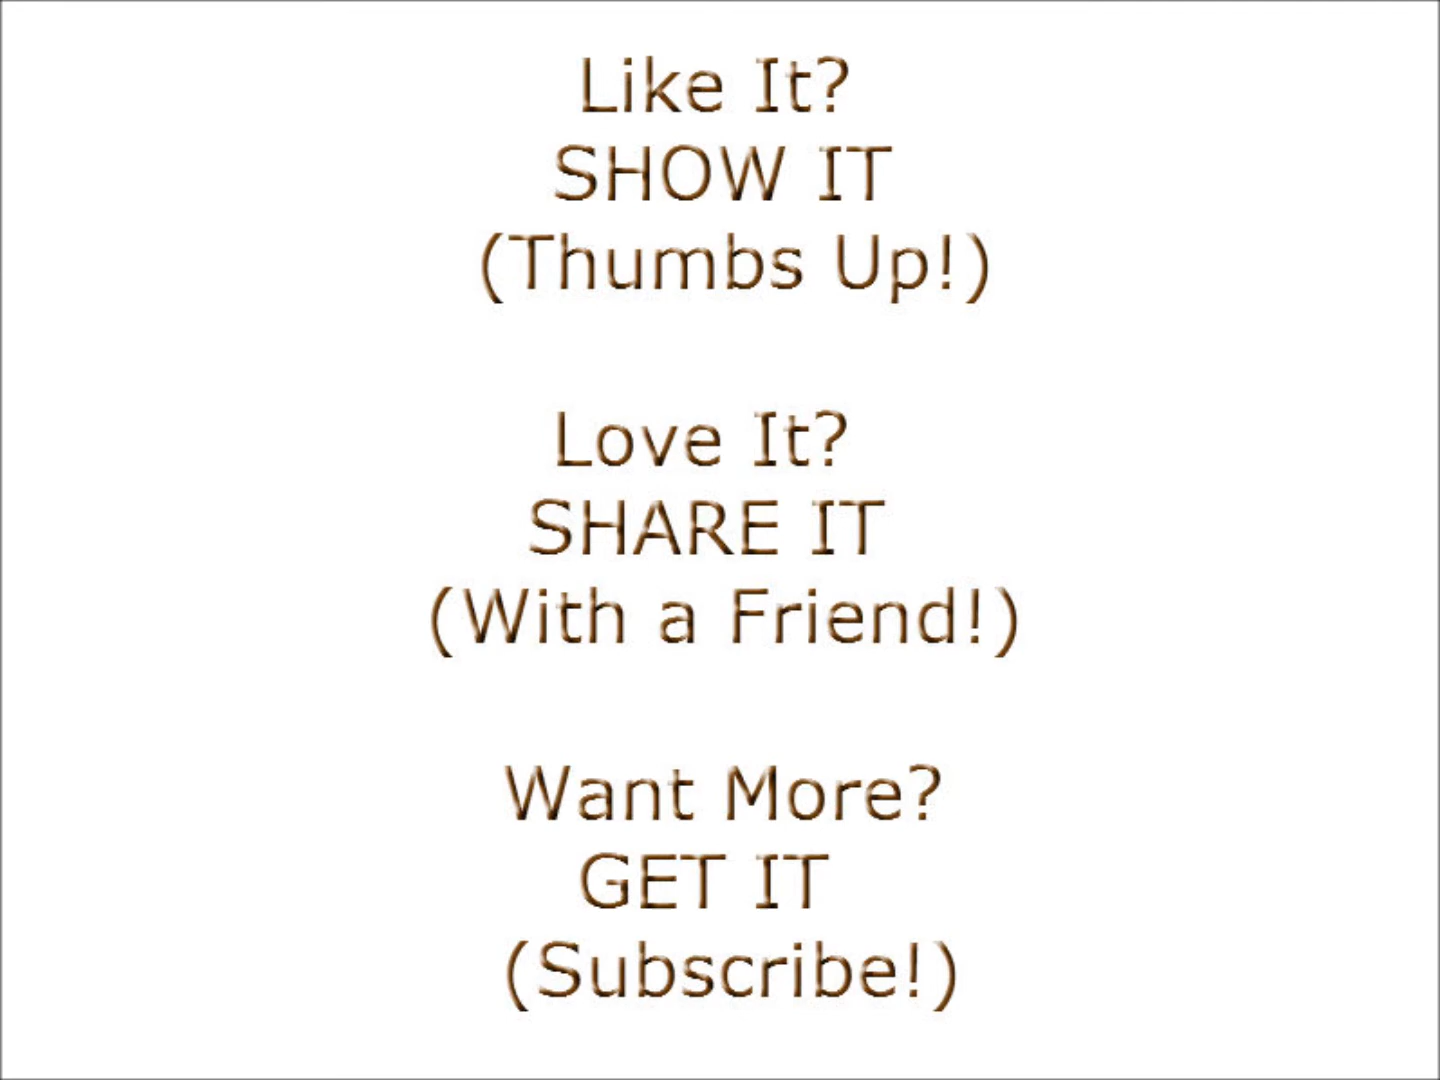 Like It?
SHOW IT
(Thumbs Up!)
Love It?
SHARE IT
(With a Friend!)
Want More?
GET IT
(Subscribe!)